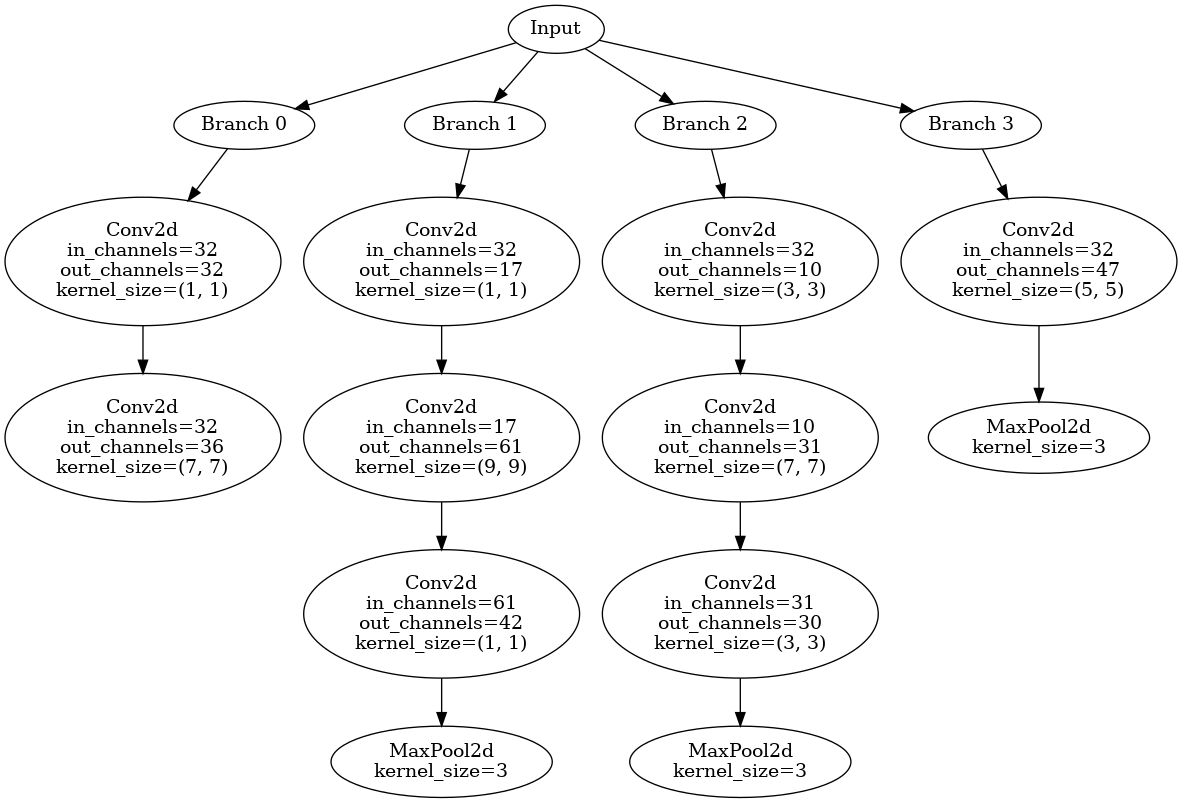 Input
Branch 0
Branch 1
Branch 2
Branch 3
Conv2d
in_channels=32
out_channels=32
kernel_size=(1, 1)
Conv2d
in_channels=32
out_channels=17
kernel_size=(1, 1)
Conv2d
in_channels=32
out_channels=10
kernel_size=(3, 3)
Conv2d
in_channels=32
out_channels=47
kernel_size=(5, 5)
Conv2d
in_channels=32
out_channels=36
kernel_size=(7, 7)
Conv2d
in_channels=17
out_channels=61
kernel_size=(9, 9)
Conv2d
in_channels=10
out_channels=31
kernel_size=(7, 7)
MaxPool2d
kernel_size=3
Conv2d
in_channels=61
out_channels=42
kernel_size=(1, 1)
Conv2d
in_channels=31
out_channels=30
kernel_size=(3, 3)
MaxPool2d
kernel_size=3
MaxPool2d
kernel_size=3